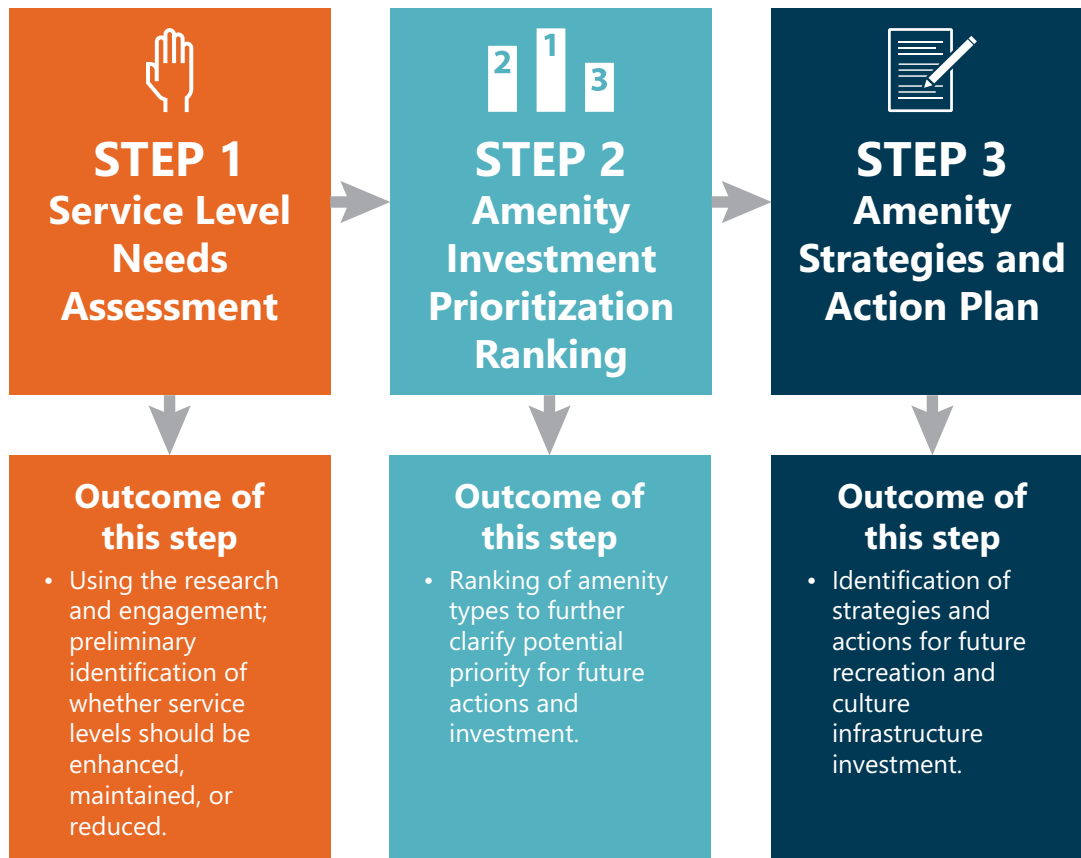 STEP 1
Service Level
Needs
Assessment
2
1
3
STEP 2
Amenity
Investment
Prioritization
Ranking
STEP 3
Amenity
Strategies and
Action Plan
Outcome of
this step
• Using the research
and engagement;
preliminary
identification of
whether service
levels should be
enhanced,
maintained, or
reduced.
Outcome of
this step
• Ranking of amenity
types to further
clarify potential
priority for future
actions and
investment.
Outcome of
this step
• Identification of
strategies and
actions for future
recreation and
culture
infrastructure
investment.